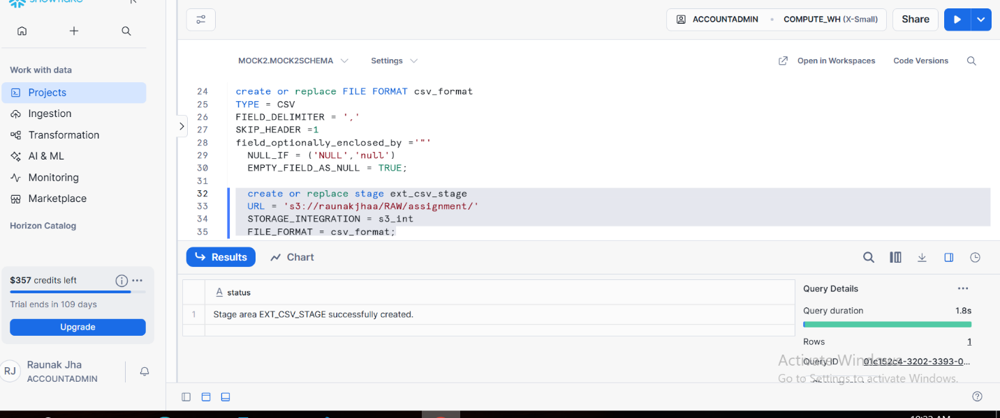 snowflake
Work with data
Projects
Ingestion
Transformation
AI & ML
Monitoring
Marketplace
Horizon Catalog
$357 credits left
Trial ends in 109 days
Upgrade
RJ
Raunak Jha
ACCOUNTADMIN
ACCOUNTADMIN COMPUTE_WH (X-Small)
Share
MOCK2.MOCK2SCHEMA
Settings
Open in Workspaces
Code Versions
24 create or replace FILE FORMAT csv_format
25 TYPE = CSV
26 FIELD_DELIMITER = ','
27 SKIP_HEADER =1
28 field_optionally_enclosed_by ='"'
29 NULL_IF = ('NULL','null')
30 EMPTY_FIELD_AS_NULL = TRUE;
31
32 create or replace stage ext_csv_stage
33 URL = 's3://raunakjhaa/RAW/assignment/'
34 STORAGE_INTEGRATION = s3_int
35 FILE_FORMAT = csv_format;
Results
Chart
A status
1 Stage area EXT_CSV_STAGE successfully created.
Query Details
Query duration 1.8s
Rows 1
Query ID 01c152c4-3202-3393-0...
Activate Windows
Go to Settings to activate Windows.